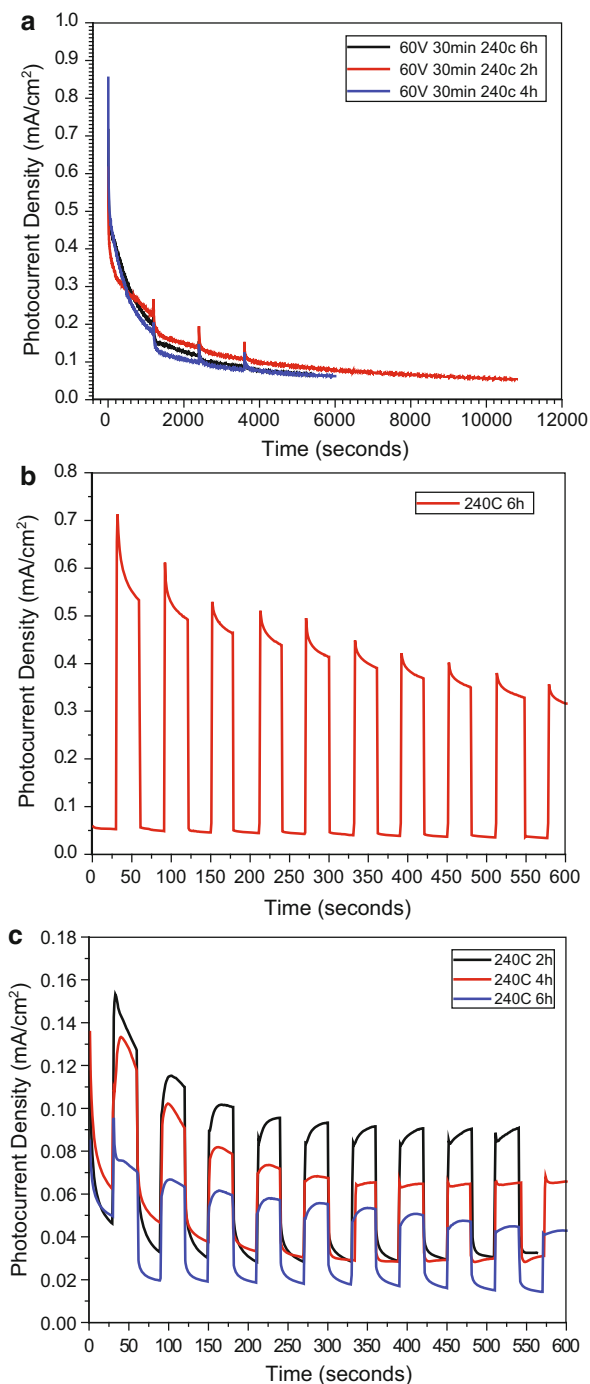 a
1.0
0.9
0.8
0.7
0.6
0.5
0.4
0.3
0.2
0.1
0.0
Photocurrent Density (mA/cm²)
60V 30min 240c 6h
60V 30min 240c 2h
60V 30min 240c 4h
0 2000 4000 6000 8000 10000 12000
Time (seconds)
b
0.8
0.7
0.6
0.5
0.4
0.3
0.2
0.1
0.0
Photocurrent Density (mA/cm²)
240C 6h
0 50 100 150 200 250 300 350 400 450 500 550 600
Time (seconds)
c
0.18
0.16
0.14
0.12
0.10
0.08
0.06
0.04
0.02
0.00
Photocurrent Density (mA/cm²)
240C 2h
240C 4h
240C 6h
0 50 100 150 200 250 300 350 400 450 500 550 600
Time (seconds)